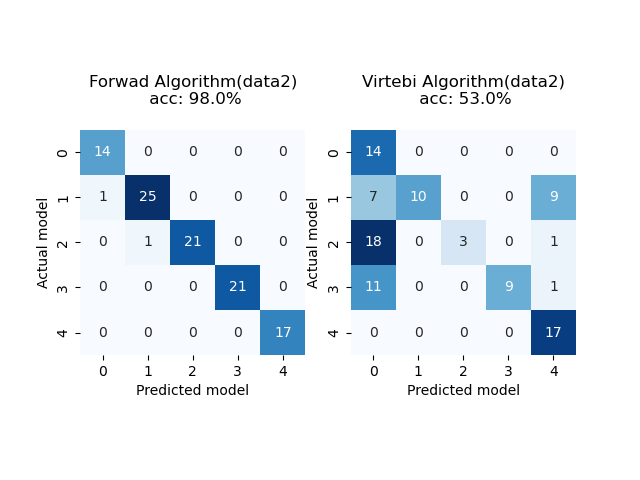 Forwad Algorithm(data2)
acc: 98.0%
Actual model
0 14 0 0 0 0
1 1 25 0 0 0
2 0 1 21 0 0
3 0 0 0 21 0
4 0 0 0 0 17
0 1 2 3 4
Predicted model
Virtebi Algorithm(data2)
acc: 53.0%
Actual model
0 14 0 0 0 0
1 7 10 0 0 9
2 18 0 3 0 1
3 11 0 0 9 1
4 0 0 0 0 17
0 1 2 3 4
Predicted model